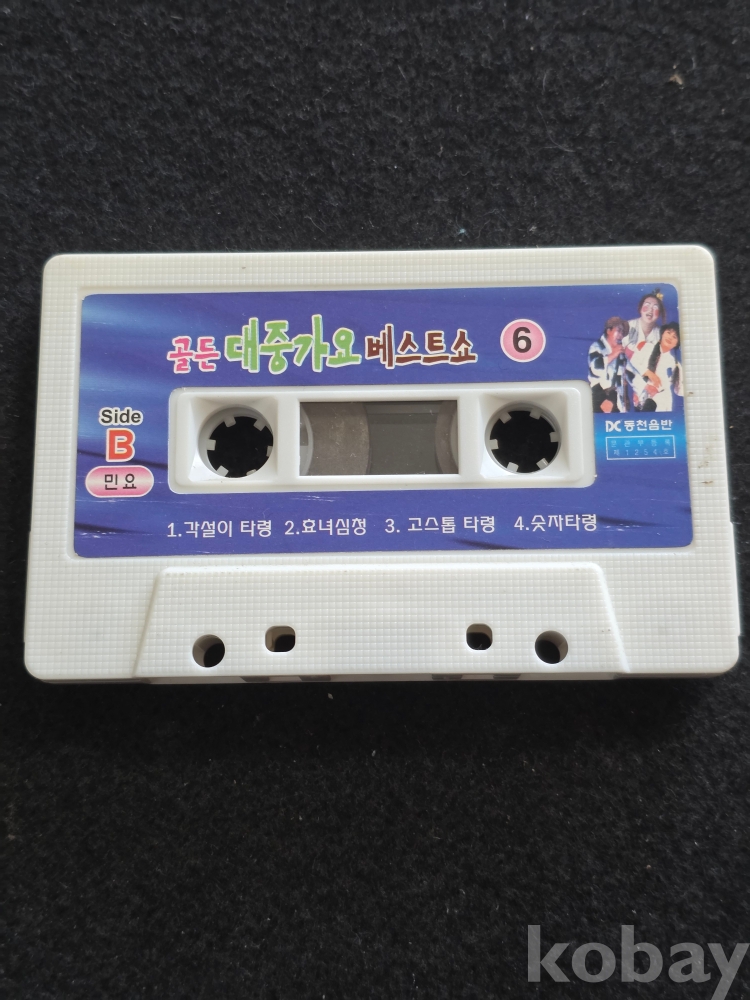 골든 대중가요 베스트쇼 6
Side
B
민요
DC 동천음반
1.각설이 타령 2.효녀심청 3. 고스톱 타령 4.숫자타령
kobay